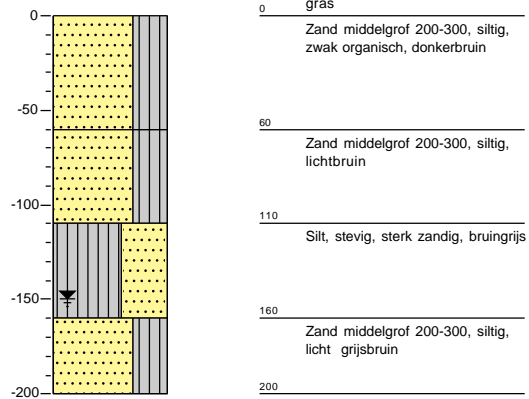 gras
0
0
Zand middelgrof 200-300, siltig,
zwak organisch, donkerbruin
-50
60
Zand middelgrof 200-300, siltig,
lichtbruin
-100
110
Silt, stevig, sterk zandig, bruingrijs
-150
160
Zand middelgrof 200-300, siltig,
licht grijsbruin
-200
200